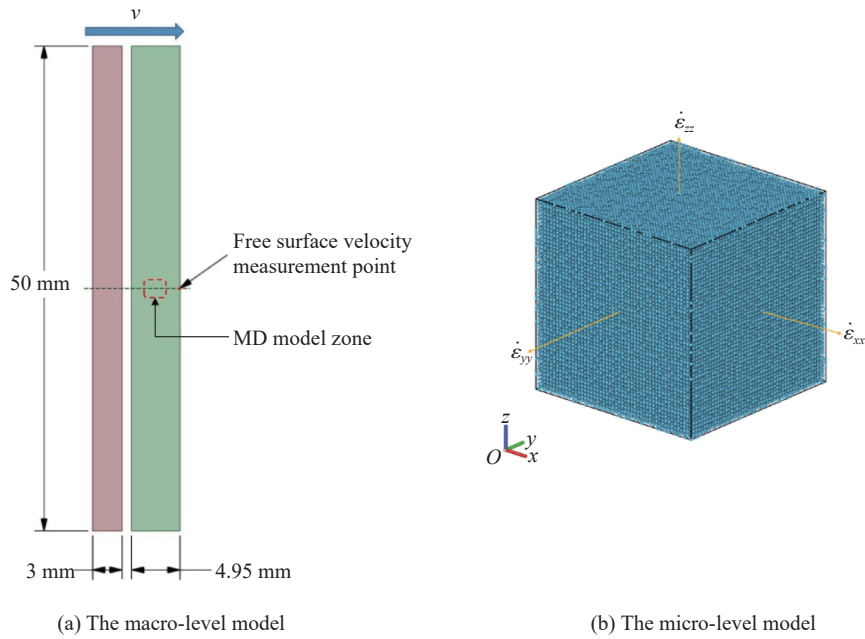 v
Free surface velocity
measurement point
50 mm
MD model zone
3 mm
4.95 mm
(a) The macro-level model
ε̇zz
ε̇yy
ε̇xx
z
y
O
x
(b) The micro-level model